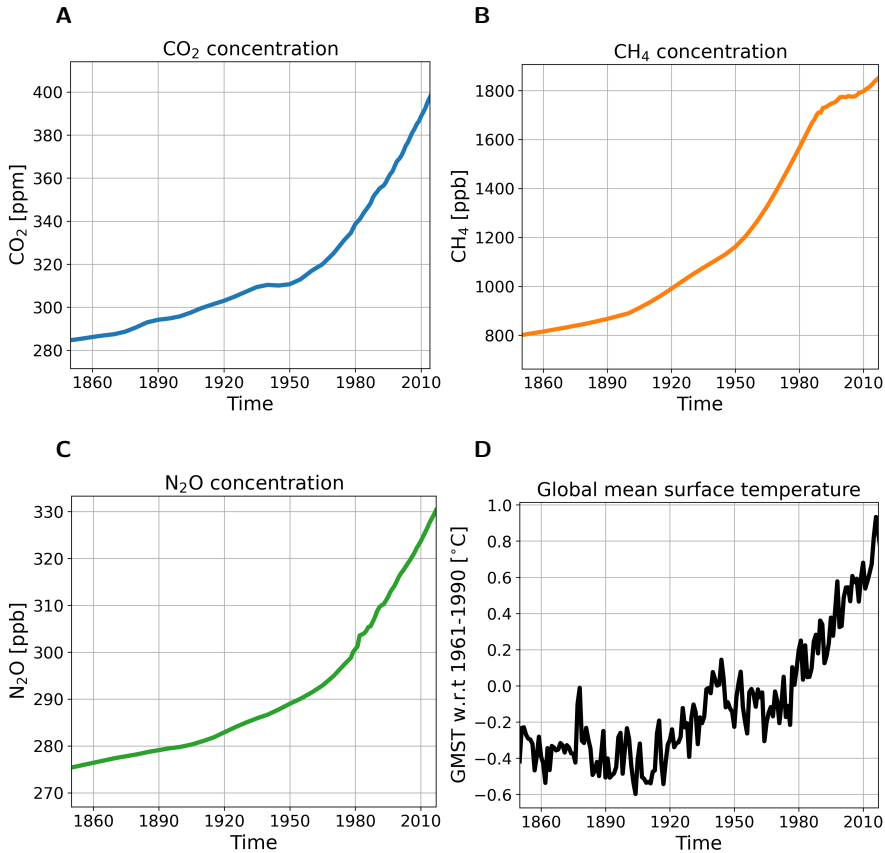 A
CO₂ concentration
CO₂ [ppm]
400
380
360
340
320
300
280
1860 1890 1920 1950 1980 2010
Time
B
CH₄ concentration
CH₄ [ppb]
1800
1600
1400
1200
1000
800
1860 1890 1920 1950 1980 2010
Time
C
N₂O concentration
N₂O [ppb]
330
320
310
300
290
280
270
1860 1890 1920 1950 1980 2010
Time
D
Global mean surface temperature
GMST w.r.t 1961-1990 [˚C]
1.0
0.8
0.6
0.4
0.2
0.0
−0.2
−0.4
−0.6
1860 1890 1920 1950 1980 2010
Time